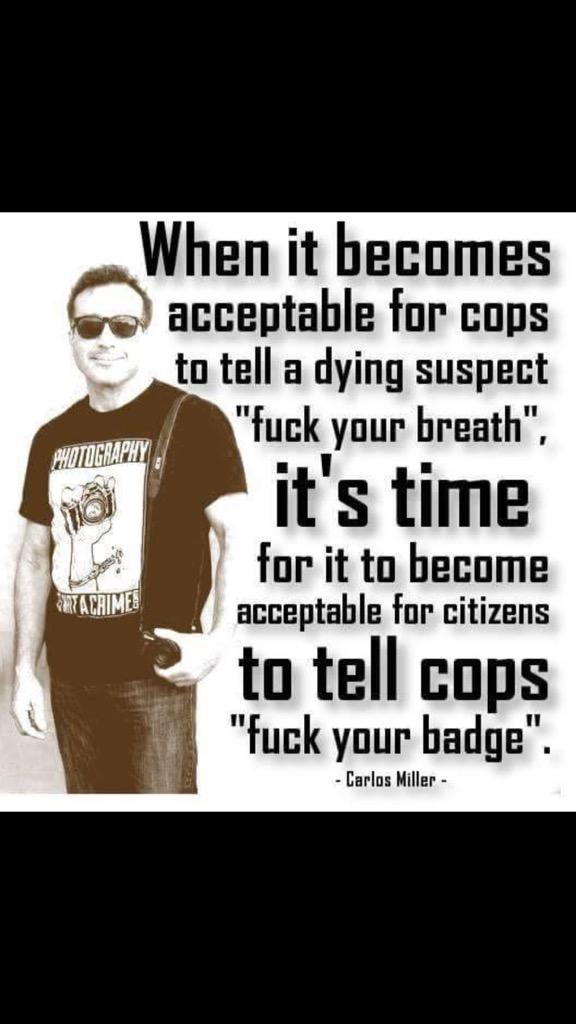 When it becomes
acceptable for cops
to tell a dying suspect
"fuck your breath",
it's time
for it to become
acceptable for citizens
to tell cops
"fuck your badge".
- Carlos Miller -
PHOTOGRAPHY
A CRIME